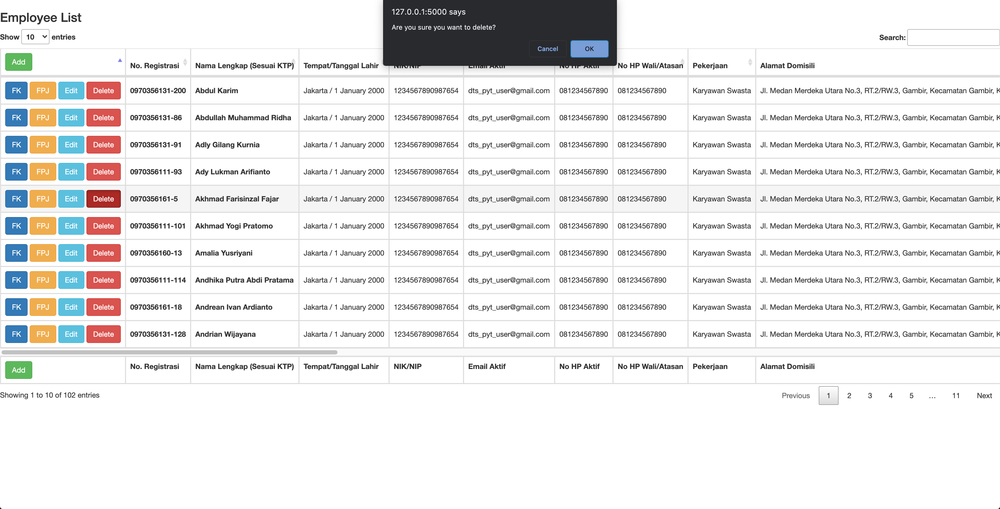 127.0.0.1:5000 says
Are you sure you want to delete?
Cancel OK
Employee List
Show 10 entries Search:
Add No. Registrasi Nama Lengkap (Sesuai KTP) Tempat/Tanggal Lahir NIK/NIP Email Aktif No HP Aktif No HP Wali/Atasan Pekerjaan Alamat Domisili
FK FPJ Edit Delete 0970356131-200 Abdul Karim Jakarta / 1 January 2000 1234567890987654 dts_pyt_user@gmail.com 081234567890 081234567890 Karyawan Swasta Jl. Medan Merdeka Utara No.3, RT.2/RW.3, Gambir, Kecamatan Gambir,
FK FPJ Edit Delete 0970356131-86 Abdullah Muhammad Ridha Jakarta / 1 January 2000 1234567890987654 dts_pyt_user@gmail.com 081234567890 081234567890 Karyawan Swasta Jl. Medan Merdeka Utara No.3, RT.2/RW.3, Gambir, Kecamatan Gambir,
FK FPJ Edit Delete 0970356131-91 Adly Gilang Kurnia Jakarta / 1 January 2000 1234567890987654 dts_pyt_user@gmail.com 081234567890 081234567890 Karyawan Swasta Jl. Medan Merdeka Utara No.3, RT.2/RW.3, Gambir, Kecamatan Gambir,
FK FPJ Edit Delete 0970356111-93 Ady Lukman Arifianto Jakarta / 1 January 2000 1234567890987654 dts_pyt_user@gmail.com 081234567890 081234567890 Karyawan Swasta Jl. Medan Merdeka Utara No.3, RT.2/RW.3, Gambir, Kecamatan Gambir,
FK FPJ Edit Delete 0970356161-5 Akhmad Farisinzal Fajar Jakarta / 1 January 2000 1234567890987654 dts_pyt_user@gmail.com 081234567890 081234567890 Karyawan Swasta Jl. Medan Merdeka Utara No.3, RT.2/RW.3, Gambir, Kecamatan Gambir,
FK FPJ Edit Delete 0970356111-101 Akhmad Yogi Pratomo Jakarta / 1 January 2000 1234567890987654 dts_pyt_user@gmail.com 081234567890 081234567890 Karyawan Swasta Jl. Medan Merdeka Utara No.3, RT.2/RW.3, Gambir, Kecamatan Gambir,
FK FPJ Edit Delete 0970356160-13 Amalia Yusriyani Jakarta / 1 January 2000 1234567890987654 dts_pyt_user@gmail.com 081234567890 081234567890 Karyawan Swasta Jl. Medan Merdeka Utara No.3, RT.2/RW.3, Gambir, Kecamatan Gambir,
FK FPJ Edit Delete 0970356111-114 Andhika Putra Abdi Pratama Jakarta / 1 January 2000 1234567890987654 dts_pyt_user@gmail.com 081234567890 081234567890 Karyawan Swasta Jl. Medan Merdeka Utara No.3, RT.2/RW.3, Gambir, Kecamatan Gambir,
FK FPJ Edit Delete 0970356161-18 Andrean Ivan Ardianto Jakarta / 1 January 2000 1234567890987654 dts_pyt_user@gmail.com 081234567890 081234567890 Karyawan Swasta Jl. Medan Merdeka Utara No.3, RT.2/RW.3, Gambir, Kecamatan Gambir,
FK FPJ Edit Delete 0970356131-128 Andrian Wijayana Jakarta / 1 January 2000 1234567890987654 dts_pyt_user@gmail.com 081234567890 081234567890 Karyawan Swasta Jl. Medan Merdeka Utara No.3, RT.2/RW.3, Gambir, Kecamatan Gambir,
Add No. Registrasi Nama Lengkap (Sesuai KTP) Tempat/Tanggal Lahir NIK/NIP Email Aktif No HP Aktif No HP Wali/Atasan Pekerjaan Alamat Domisili
Showing 1 to 10 of 102 entries Previous 1 2 3 4 5 … 11 Next